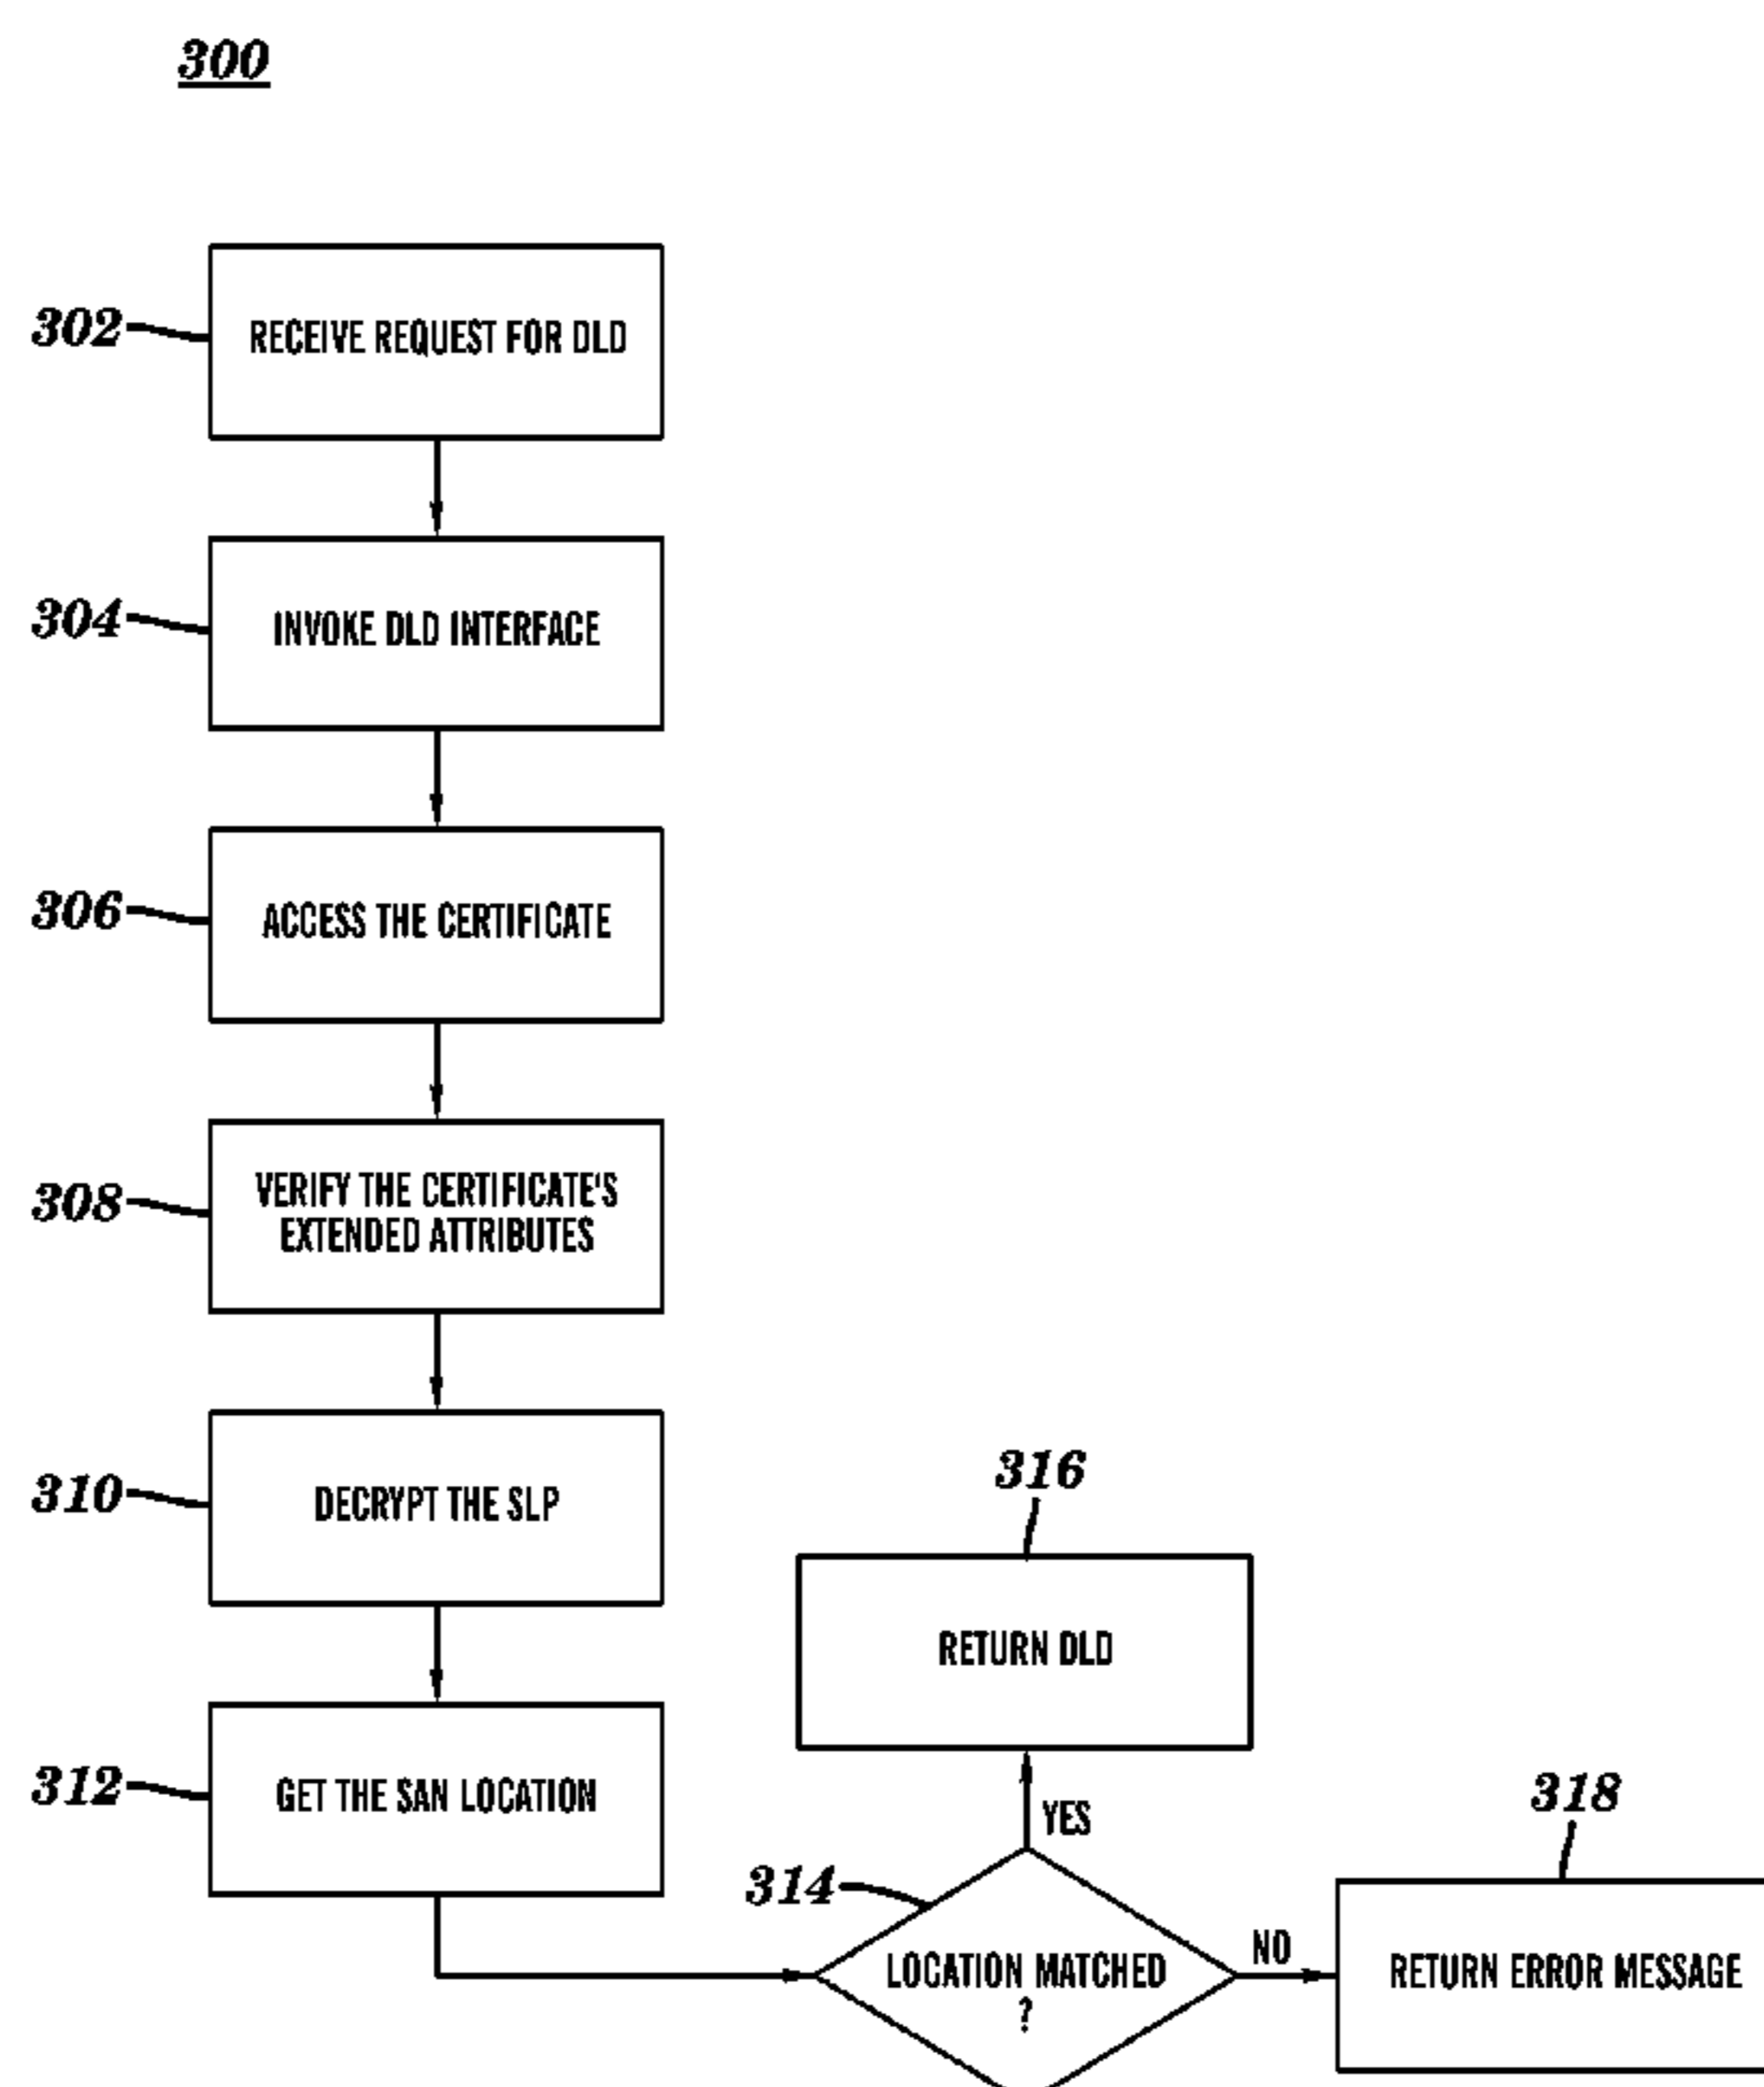 300
302
RECEIVE REQUEST FOR DLD
304
INVOKE DLD INTERFACE
306
ACCESS THE CERTIFICATE
308
VERIFY THE CERTIFICATE'S
EXTENDED ATTRIBUTES
310
DECRYPT THE SLP
316
RETURN DLD
312
GET THE SAN LOCATION
YES
318
314
LOCATION MATCHED
?
NO
RETURN ERROR MESSAGE